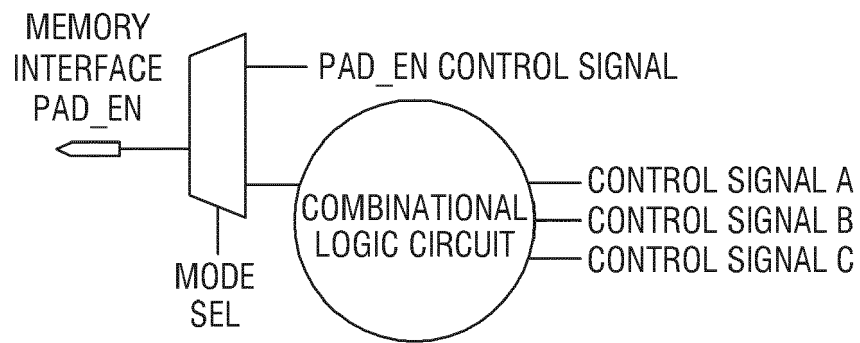 MEMORY
INTERFACE
PAD_EN
PAD_EN CONTROL SIGNAL
COMBINATIONAL
LOGIC CIRCUIT
CONTROL SIGNAL A
CONTROL SIGNAL B
CONTROL SIGNAL C
MODE
SEL